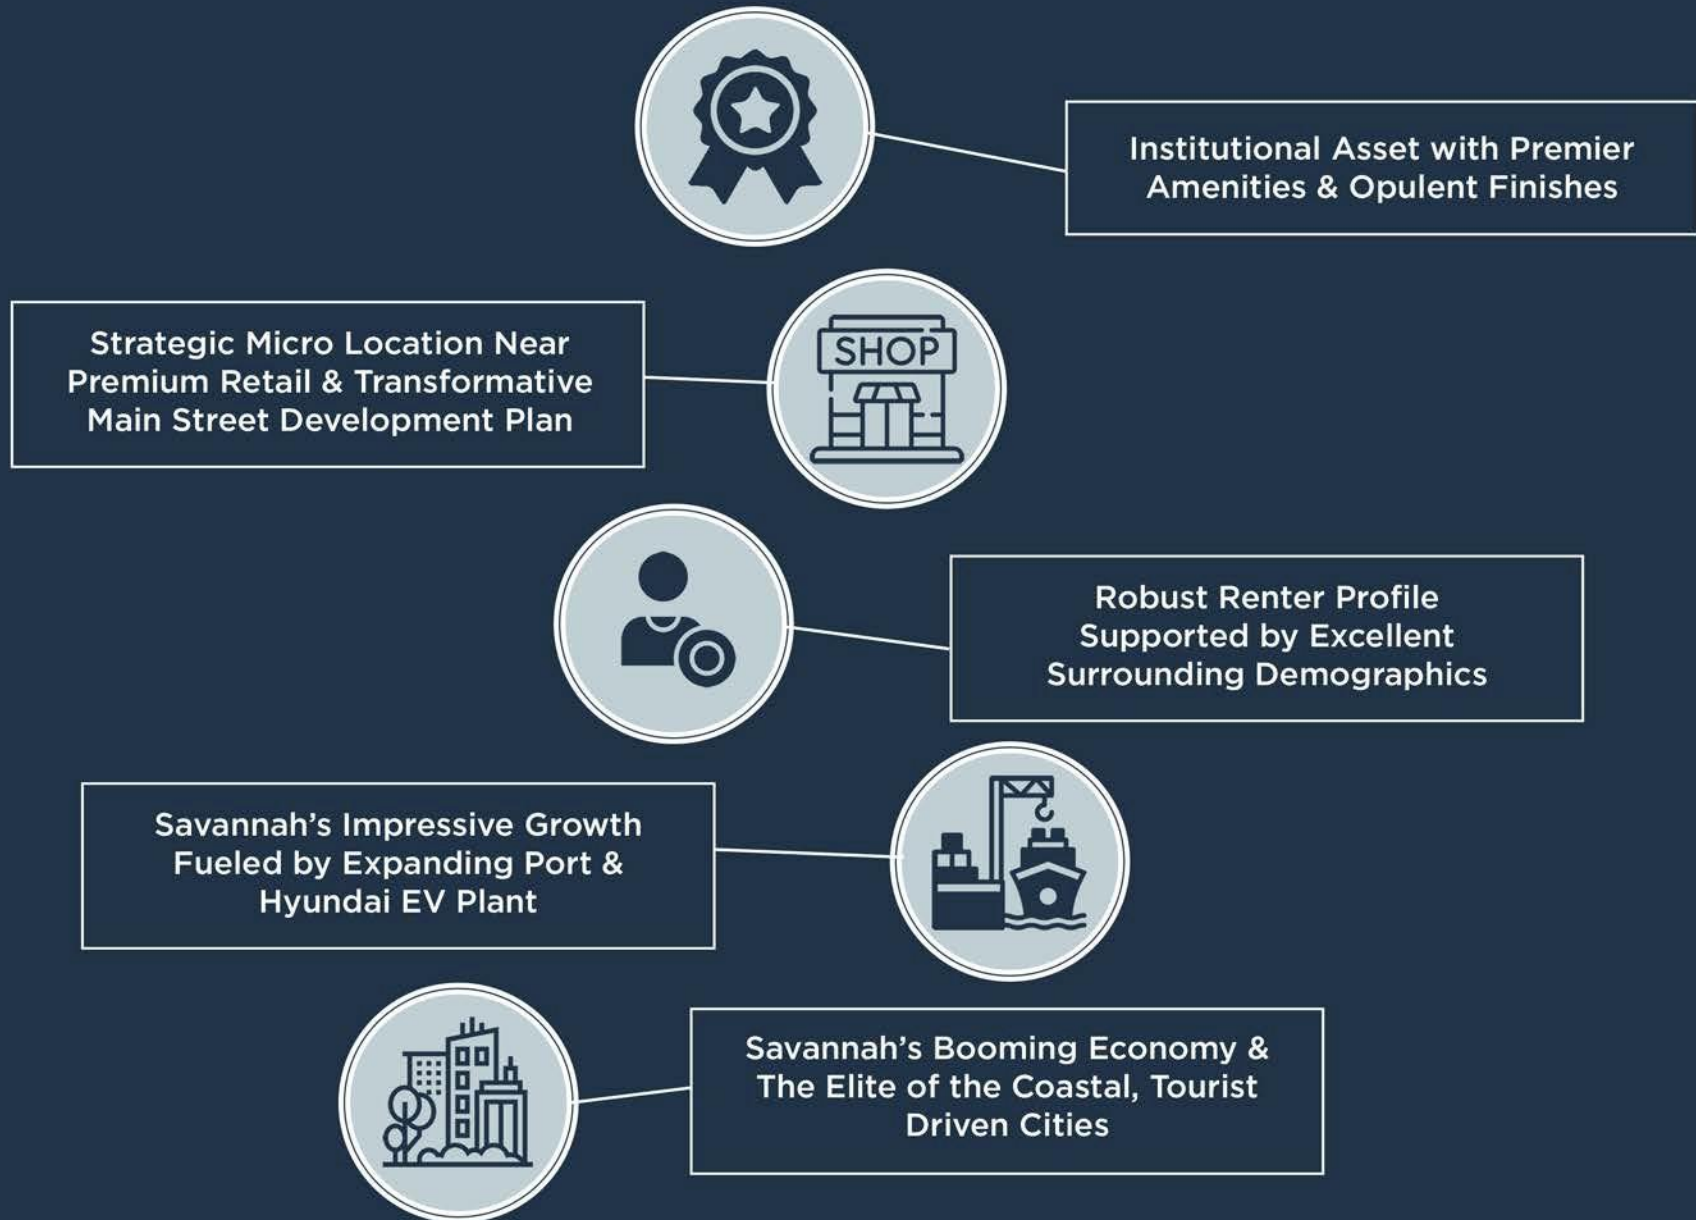 Institutional Asset with Premier
Amenities & Opulent Finishes
SHOP
Strategic Micro Location Near
Premium Retail & Transformative
Main Street Development Plan
Robust Renter Profile
Supported by Excellent
Surrounding Demographics
Savannah’s Impressive Growth
Fueled by Expanding Port &
Hyundai EV Plant
Savannah’s Booming Economy &
The Elite of the Coastal, Tourist
Driven Cities